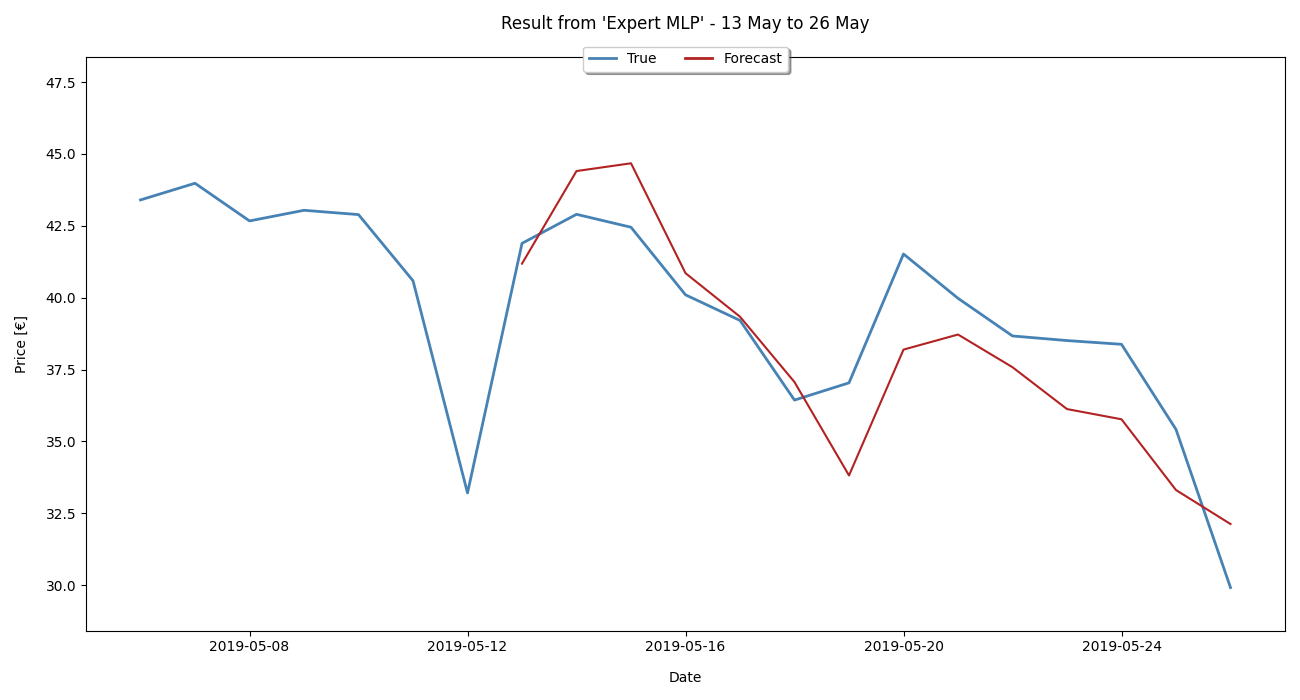 Result from 'Expert MLP' - 13 May to 26 May
True Forecast
47.5
45.0
42.5
40.0
37.5
35.0
32.5
30.0
Price [€]
2019-05-08 2019-05-12 2019-05-16 2019-05-20 2019-05-24
Date